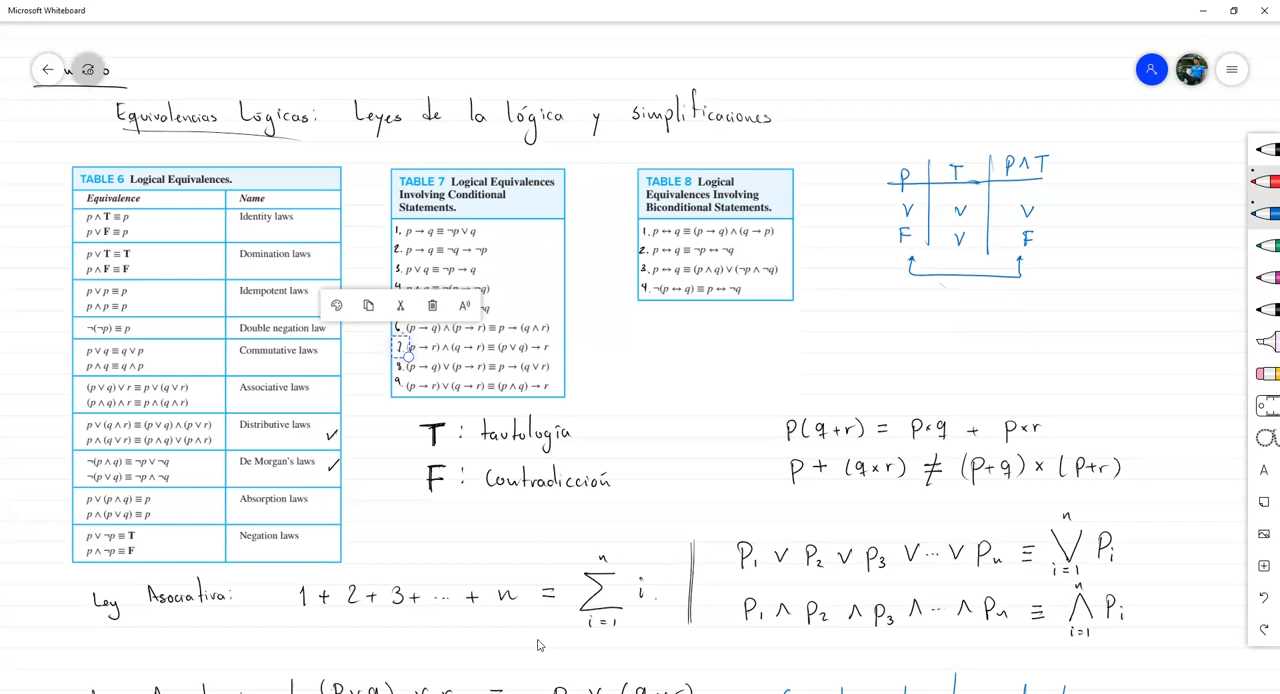 Microsoft Whiteboard
Equivalencias Lógicas: Leyes de la lógica y simplificaciones
TABLE 6 Logical Equivalences.
Equivalence Name
p ∧ T ≡ p
p ∨ F ≡ p
Identity laws
p ∨ T ≡ T
p ∧ F ≡ F
Domination laws
p ∨ p ≡ p
p ∧ p ≡ p
Idempotent laws
¬(¬p) ≡ p Double negation law
p ∨ q ≡ q ∨ p
p ∧ q ≡ q ∧ p
Commutative laws
(p ∨ q) ∨ r ≡ p ∨ (q ∨ r)
(p ∧ q) ∧ r ≡ p ∧ (q ∧ r)
Associative laws
p ∨ (q ∧ r) ≡ (p ∨ q) ∧ (p ∨ r)
p ∧ (q ∨ r) ≡ (p ∧ q) ∨ (p ∧ r)
Distributive laws ✓
¬(p ∧ q) ≡ ¬p ∨ ¬q
¬(p ∨ q) ≡ ¬p ∧ ¬q
De Morgan's laws ✓
p ∨ (p ∧ q) ≡ p
p ∧ (p ∨ q) ≡ p
Absorption laws
p ∨ ¬p ≡ T
p ∧ ¬p ≡ F
Negation laws
TABLE 7 Logical Equivalences
Involving Conditional
Statements.
1. p → q ≡ ¬p ∨ q
2. p → q ≡ ¬q → ¬p
3. p ∨ q ≡ ¬p → q
4.
6. (p → q) ∧ (p → r) ≡ p → (q ∧ r)
7. (p → r) ∧ (q → r) ≡ (p ∨ q) → r
8. (p → q) ∨ (p → r) ≡ p → (q ∨ r)
9. (p → r) ∨ (q → r) ≡ (p ∧ q) → r
TABLE 8 Logical
Equivalences Involving
Biconditional Statements.
1. p ↔ q ≡ (p → q) ∧ (q → p)
2. p ↔ q ≡ ¬p ↔ ¬q
3. p ↔ q ≡ (p ∧ q) ∨ (¬p ∧ ¬q)
4. ¬(p ↔ q) ≡ p ↔ ¬q
P T P ∧ T
V V V
F V F
T : tautología
F : Contradicción
p(q+r) = p×q + p×r
p + (q×r) ≠ (p+q) × (p+r)
Ley Asociativa: 1 + 2 + 3 + ... + n = ∑ i=1 n i.
P₁ ∨ P₂ ∨ P₃ ∨ ... ∨ Pₙ ≡ ⋁ i=1 n Pᵢ
P₁ ∧ P₂ ∧ P₃ ∧ ... ∧ Pₙ ≡ ⋀ i=1 n Pᵢ
(p ∨ q) ∨ r ≡ p ∨ (q ∨ r)